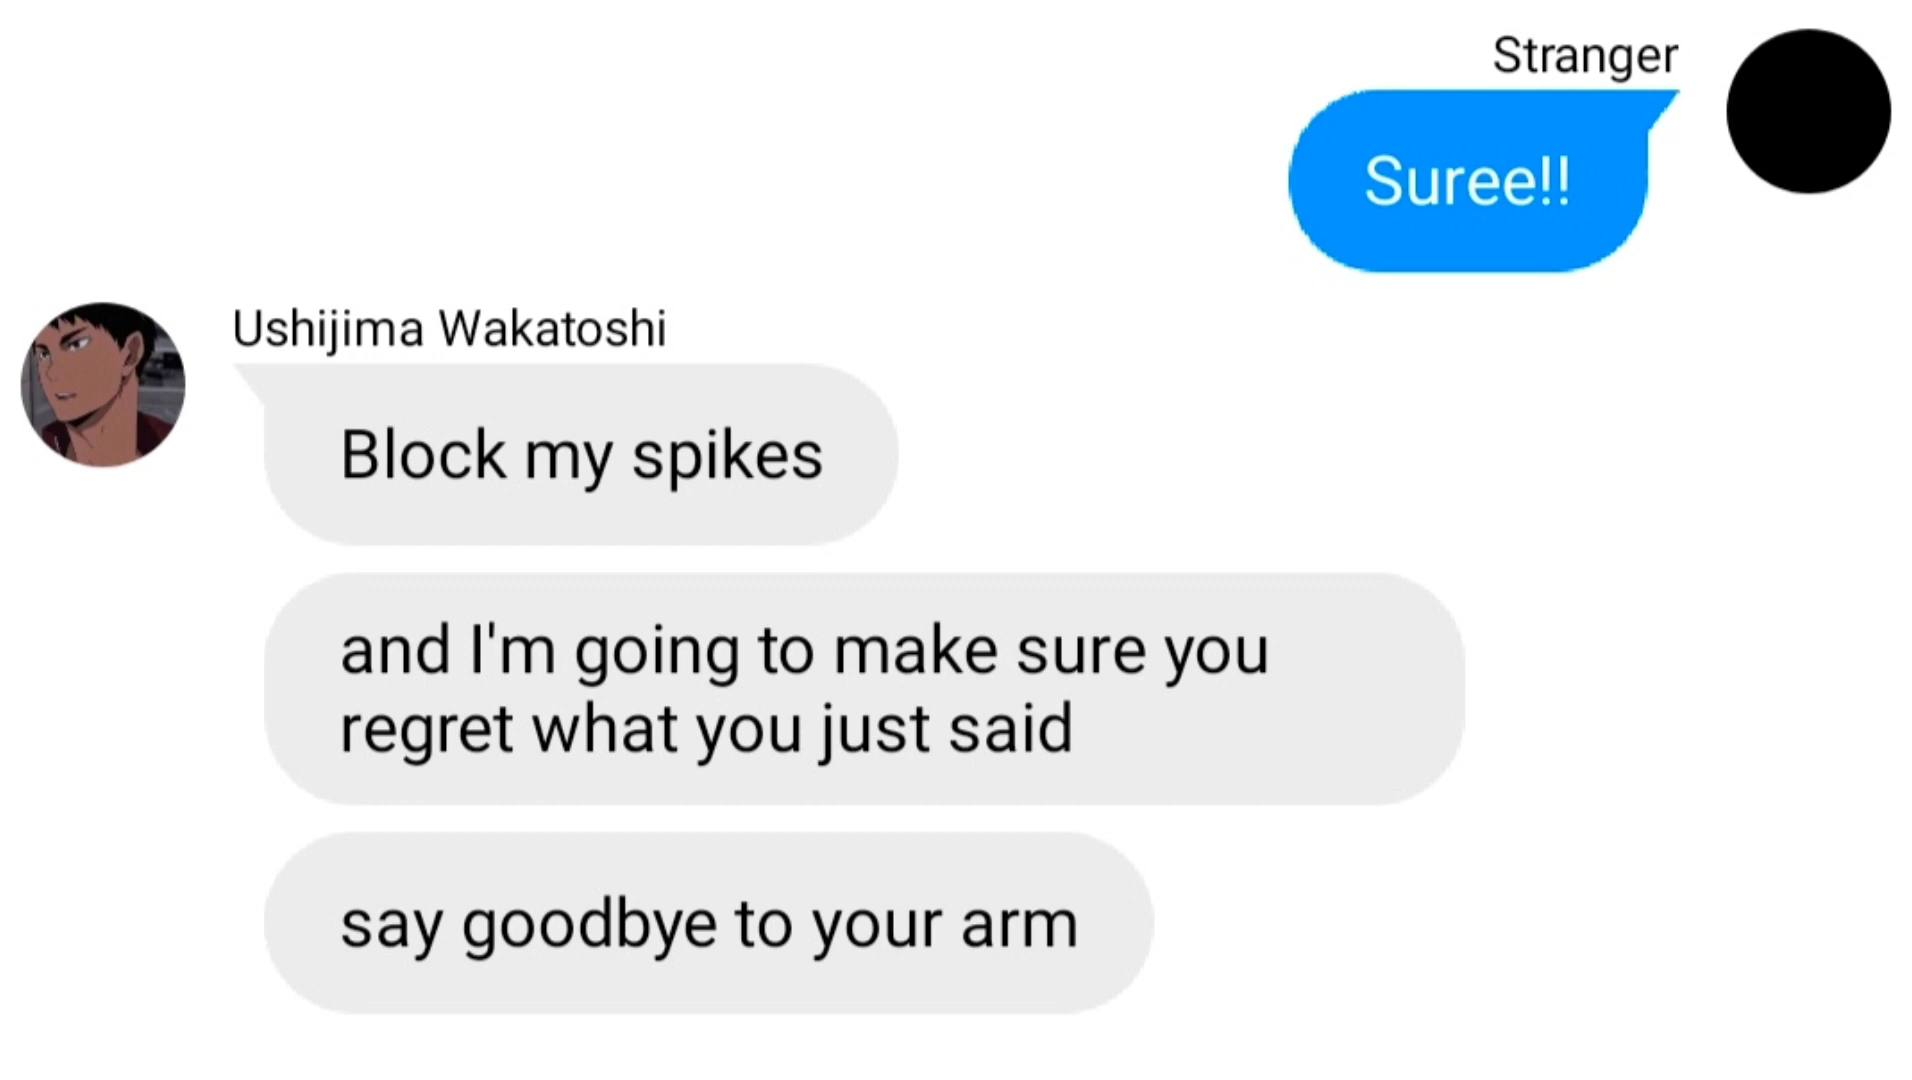 Stranger
Suree!!
Ushijima Wakatoshi
Block my spikes
and I'm going to make sure you
regret what you just said
say goodbye to your arm